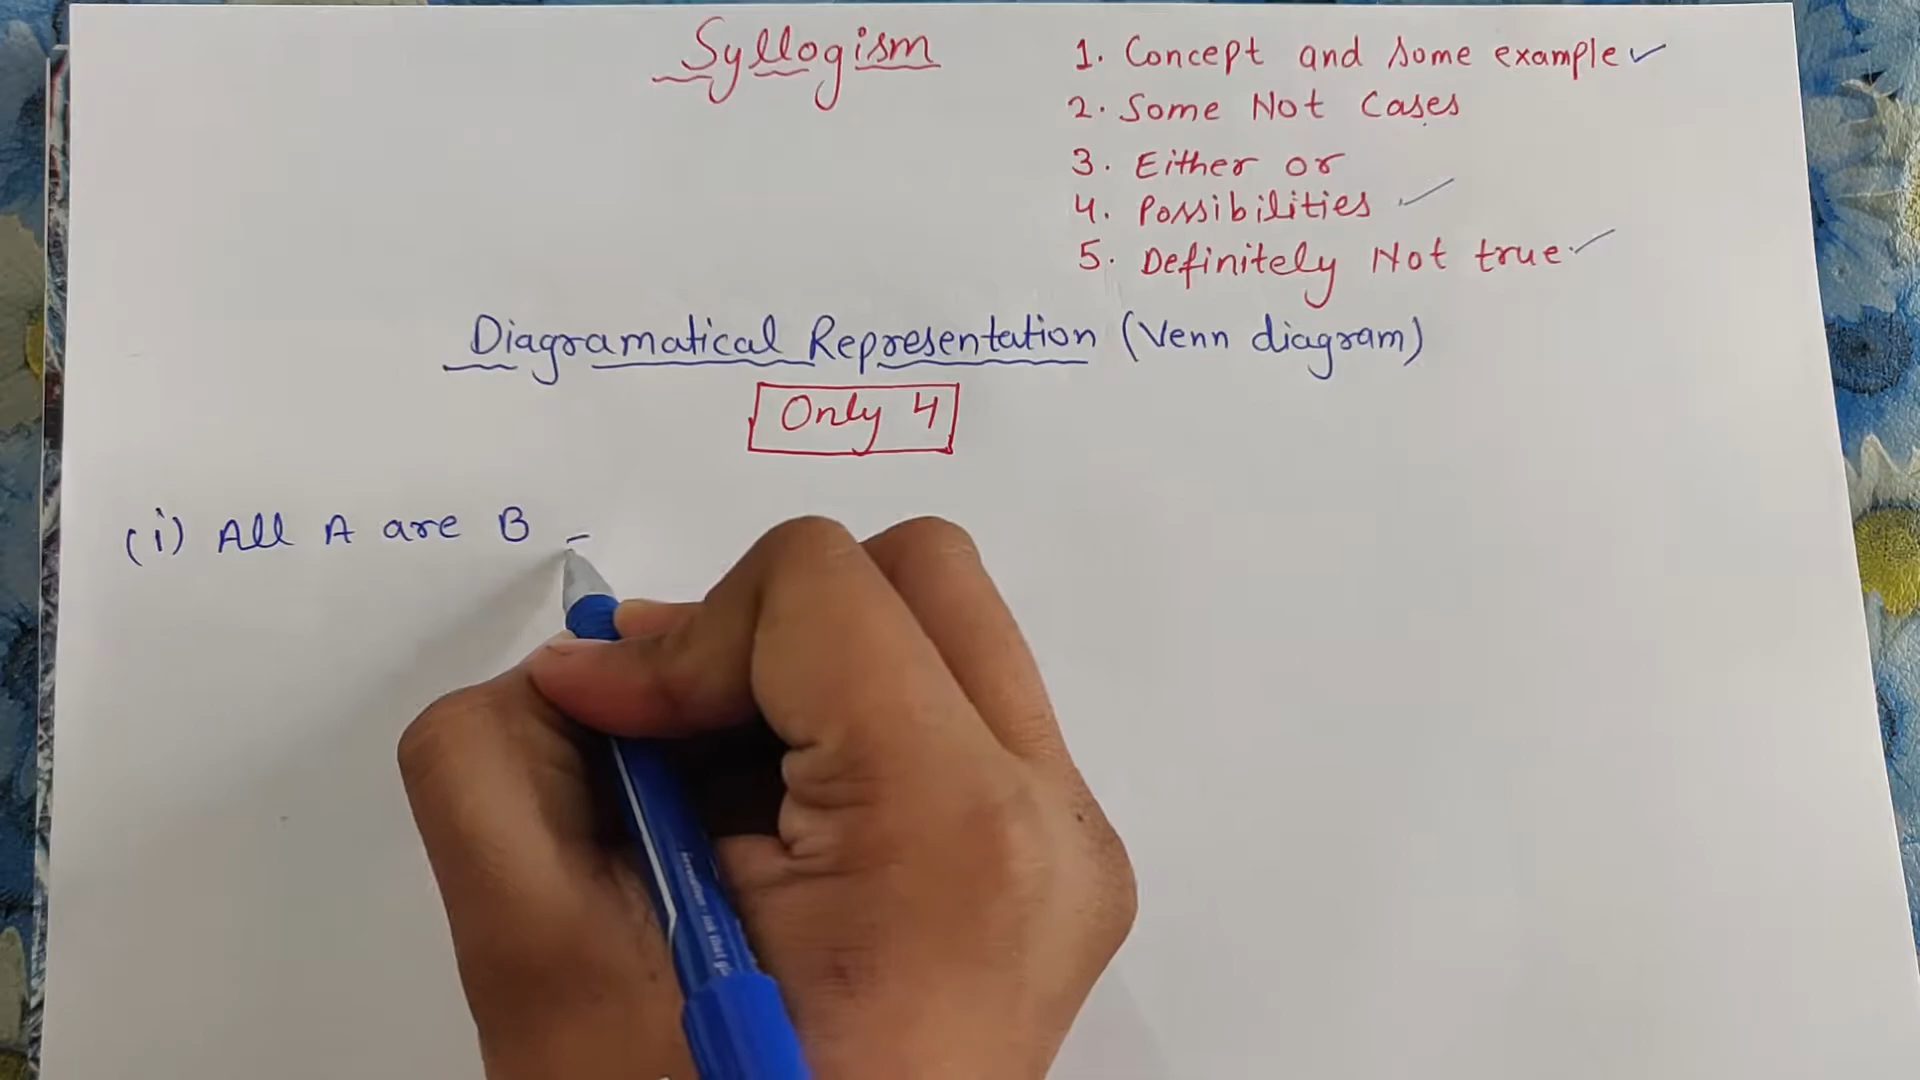 Syllogism
1. Concept and some example ✓
2. Some Not Cases
3. Either or
4. Possibilities ✓
5. Definitely Not true ✓
Diagramatical Representation (Venn diagram)
Only 4
(i) All A are B =